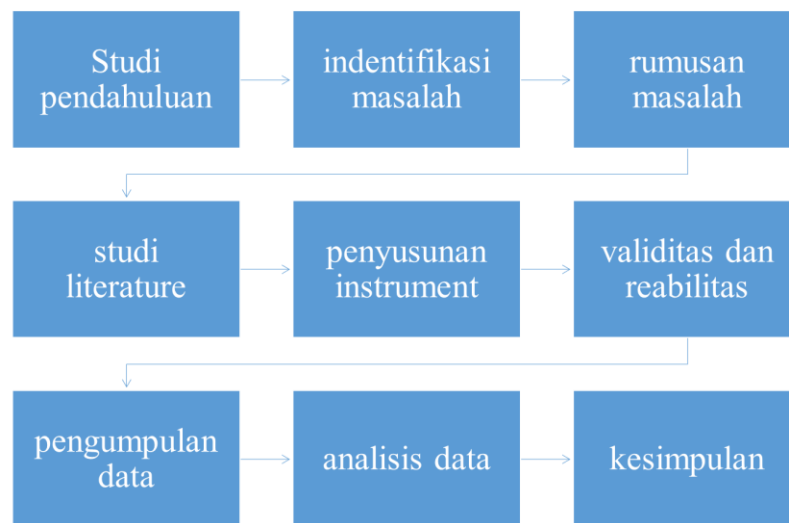 Studi
pendahuluan
indentifikasi
masalah
rumusan
masalah
studi
literature
penyusunan
instrument
validitas dan
reabilitas
pengumpulan
data
analisis data
kesimpulan